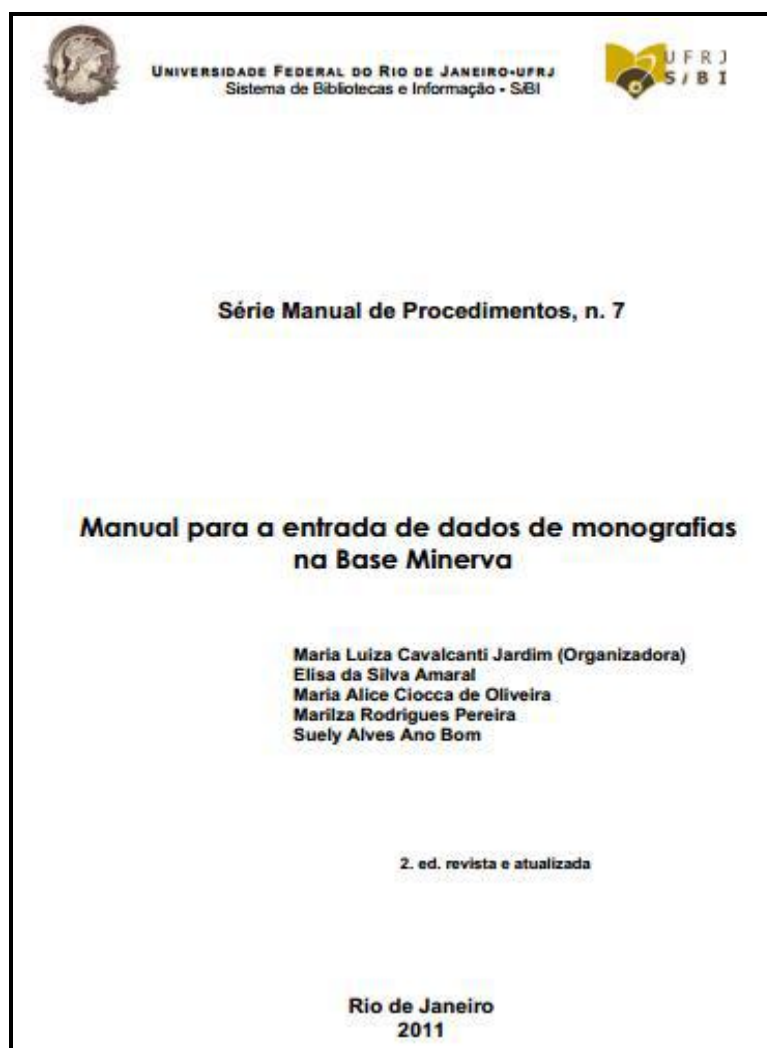 UNIVERSIDADE FEDERAL DO RIO DE JANEIRO-UFRJ
Sistema de Bibliotecas e Informação - SiBI
UFRJ
S/BI
Série Manual de Procedimentos, n. 7
Manual para a entrada de dados de monografias
na Base Minerva
Maria Luiza Cavalcanti Jardim (Organizadora)
Elisa da Silva Amaral
Maria Alice Ciocca de Oliveira
Marilza Rodrigues Pereira
Suely Alves Ano Bom
2. ed. revista e atualizada
Rio de Janeiro
2011